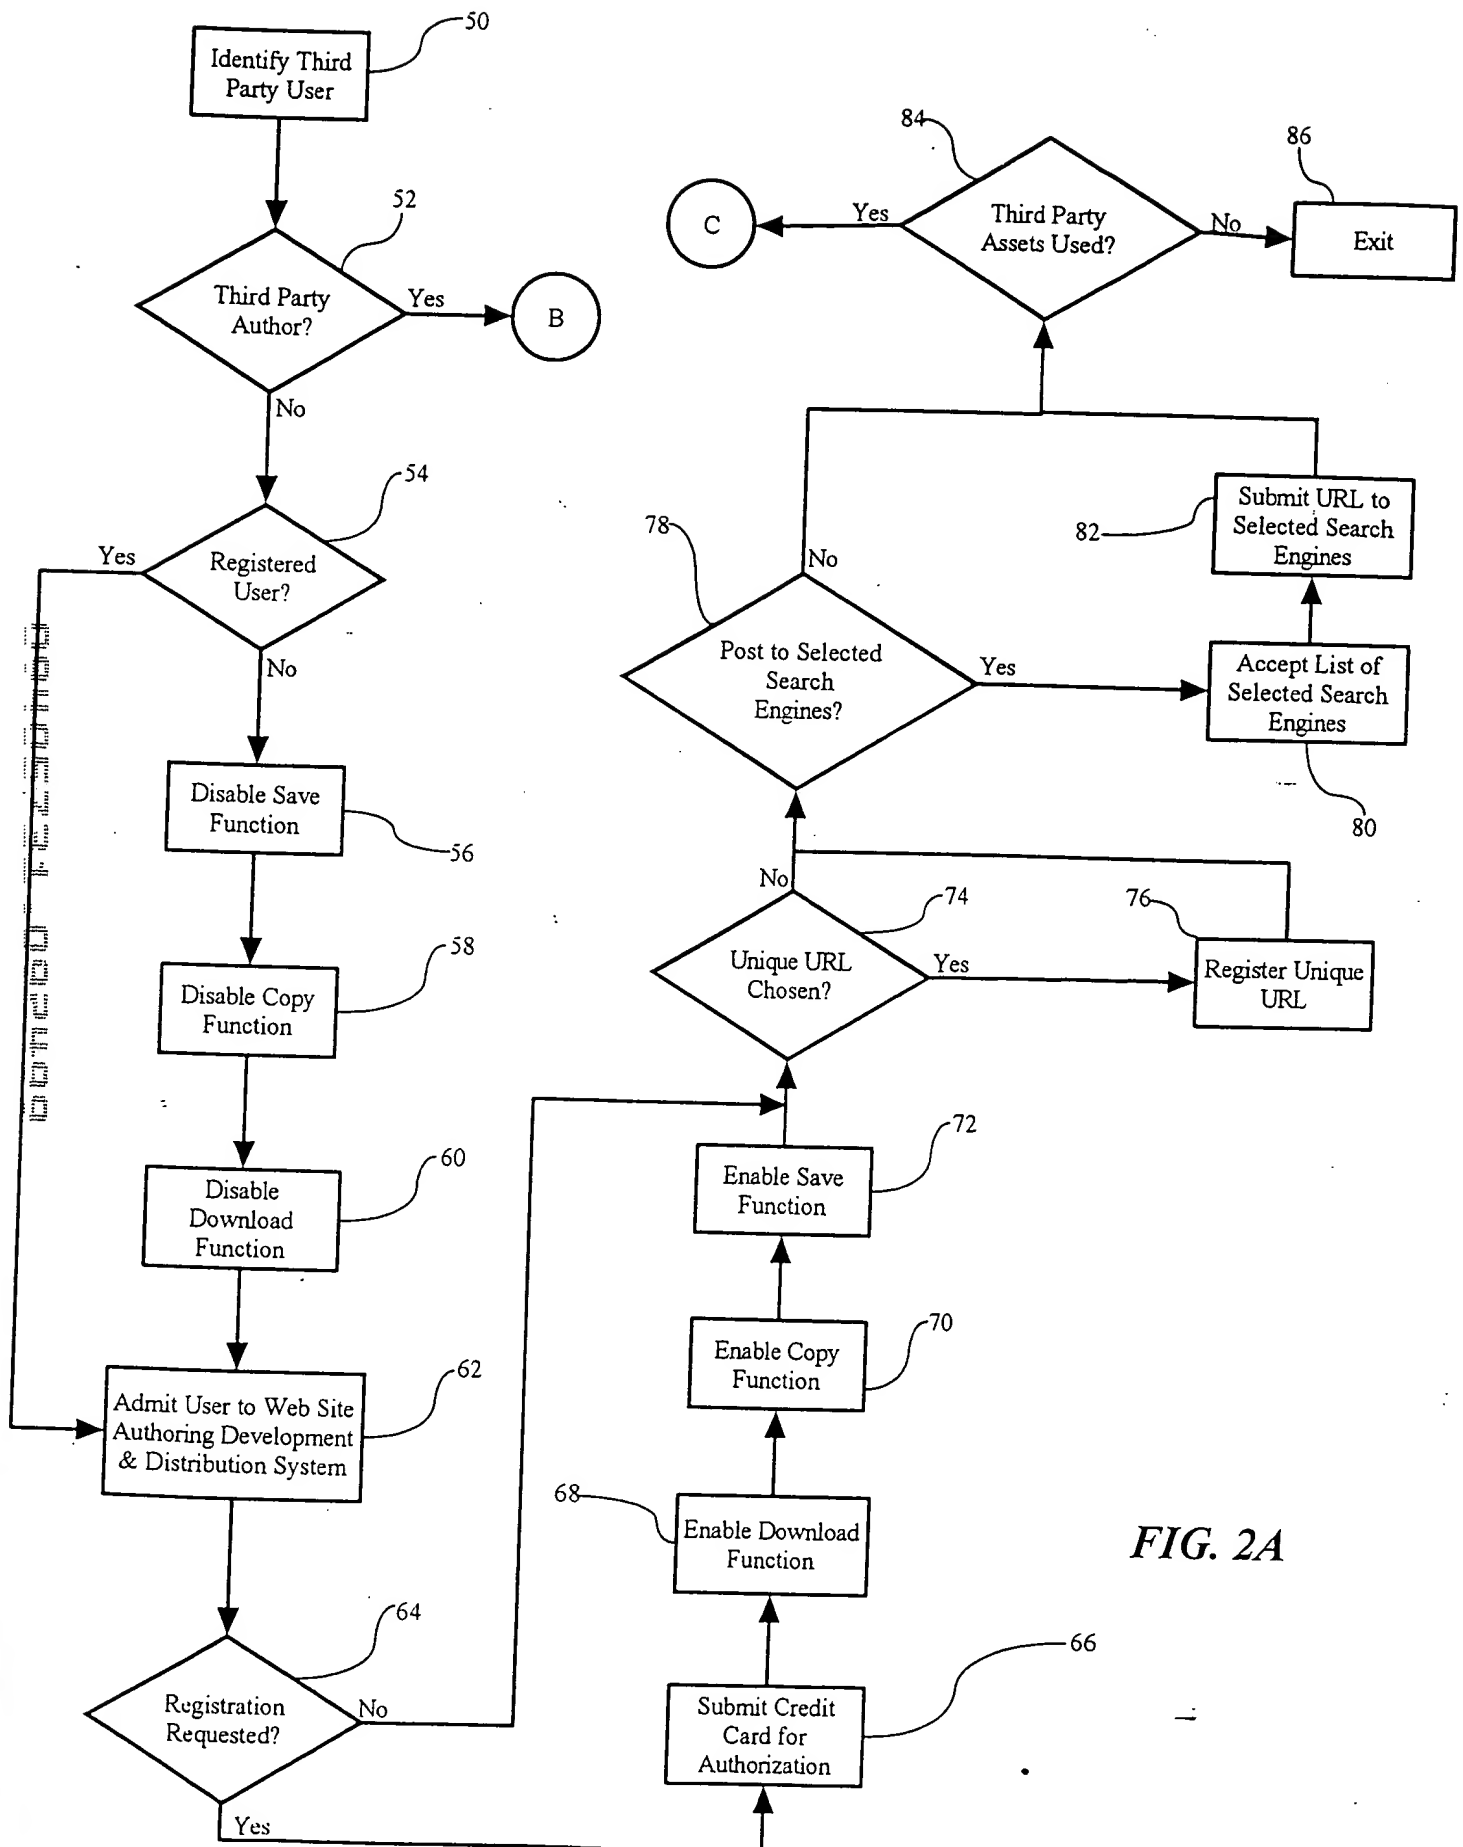 50
Identify Third
Party User
52
Third Party
Author?
Yes
B
No
54
Registered
User?
Yes
No
Disable Save
Function
56
Disable Copy
Function
58
Disable
Download
Function
60
Admit User to Web Site
Authoring Development
& Distribution System
62
64
Registration
Requested?
No
Yes
Submit Credit
Card for
Authorization
66
68
Enable Download
Function
Enable Copy
Function
70
Enable Save
Function
72
74
Unique URL
Chosen?
Yes
No
76
Register Unique
URL
78
Post to Selected
Search
Engines?
Yes
No
Accept List of
Selected Search
Engines
80
Submit URL to
Selected Search
Engines
82
84
Third Party
Assets Used?
Yes
C
No
86
Exit
FIG. 2A